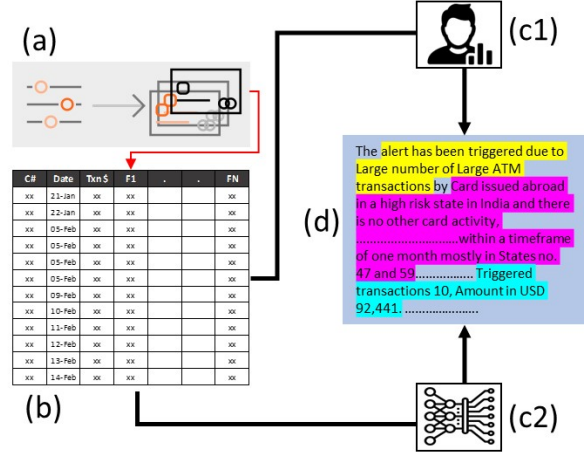 (a)
(c1)
C# Date Txn $ F1 . . FN
xx 21-Jan xx xx xx
xx 22-Jan xx xx xx
xx 05-Feb xx xx xx
xx 05-Feb xx xx xx
xx 05-Feb xx xx xx
xx 05-Feb xx xx xx
xx 09-Feb xx xx xx
xx 10-Feb xx xx xx
xx 11-Feb xx xx xx
xx 12-Feb xx xx xx
xx 13-Feb xx xx xx
xx 14-Feb xx xx xx
(b)
(d)
The alert has been triggered due to
Large number of Large ATM
transactions by Card issued abroad
in a high risk state in India and there
is no other card activity,
................................within a timeframe
of one month mostly in States no.
47 and 59.................. Triggered
transactions 10, Amount in USD
92,441. .......................
(c2)